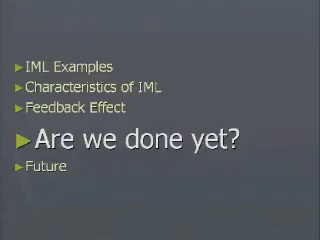 IML Examples
Characteristics of IML
Feedback Effect
Are we done yet?
Future